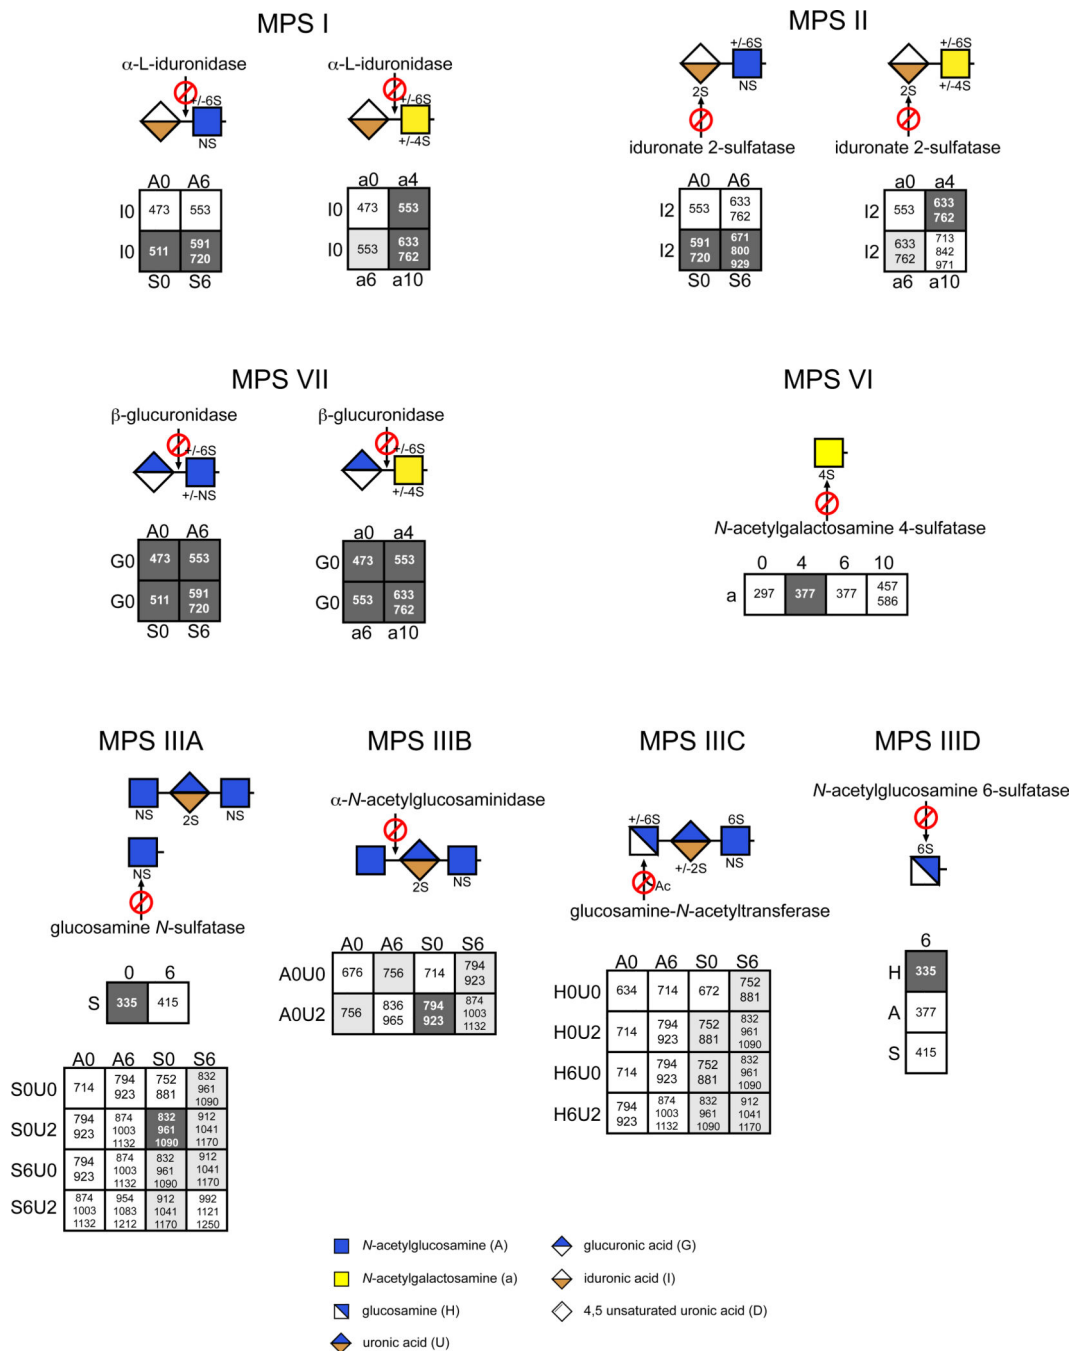 MPS I
MPS II
α-L-iduronidase α-L-iduronidase
+/-6S +/-6S
NS +/-4S
+/-6S +/-6S
2S NS 2S +/-4S
iduronate 2-sulfatase iduronate 2-sulfatase
A0 A6
I0 473 553
I0 511 591 720
S0 S6
a0 a4
I0 473 553
I0 553 633 762
a6 a10
A0 A6
I2 553 633 762
I2 591 720 671 800 929
S0 S6
a0 a4
I2 553 633 762
I2 633 762 713 842 971
a6 a10
MPS VII
MPS VI
β-glucuronidase β-glucuronidase
+/-6S +/-6S
+/-NS +/-4S
A0 A6
G0 473 553
G0 511 591 720
S0 S6
a0 a4
G0 473 553
G0 553 633 762
a6 a10
4S
N-acetylgalactosamine 4-sulfatase
0 4 6 10
a 297 377 377 457 586
MPS IIIA
MPS IIIB
MPS IIIC
MPS IIID
NS 2S NS
NS
glucosamine N-sulfatase
0 6
S 335 415
A0 A6 S0 S6
S0U0 714 794 923 752 881 832 961 1090
S0U2 794 923 874 1003 1132 832 961 1090 912 1041 1170
S6U0 794 923 874 1003 1132 832 961 1090 912 1041 1170
S6U2 874 1003 1132 954 1083 1212 912 1041 1170 992 1121 1250
α-N-acetylglucosaminidase
2S NS
A0 A6 S0 S6
A0U0 676 756 714 794 923
A0U2 756 836 965 794 923 874 1003 1132
+/-6S 6S
+/-2S NS
Ac
glucosamine-N-acetyltransferase
A0 A6 S0 S6
H0U0 634 714 672 752 881
H0U2 714 794 923 752 881 832 961 1090
H6U0 714 794 923 752 881 832 961 1090
H6U2 794 923 874 1003 1132 832 961 1090 912 1041 1170
N-acetylglucosamine 6-sulfatase
6S
6
H 335
A 377
S 415
N-acetylglucosamine (A)
N-acetylgalactosamine (a)
glucosamine (H)
uronic acid (U)
glucuronic acid (G)
iduronic acid (I)
4,5 unsaturated uronic acid (D)